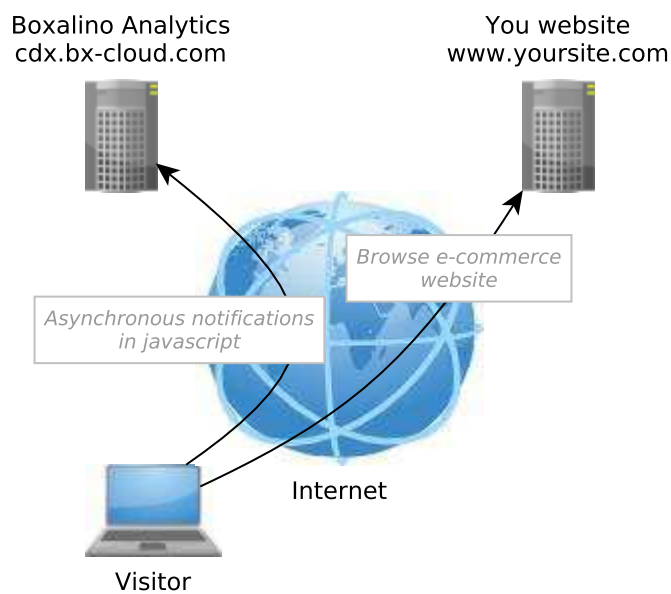 Boxalino Analytics
cdx.bx-cloud.com
You website
www.yoursite.com
Browse e-commerce
website
Asynchronous notifications
in javascript
Internet
Visitor